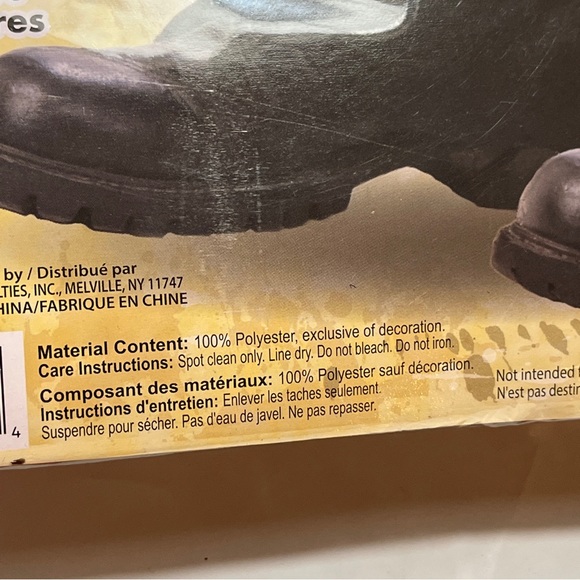 res
by / Distribué par
TIES, INC., MELVILLE, NY 11747
HINA/FABRIQUE EN CHINE
Material Content: 100% Polyester, exclusive of decoration.
Care Instructions: Spot clean only. Line dry. Do not bleach. Do not iron.
Composant des matériaux: 100% Polyester sauf décoration.
Instructions d'entretien: Enlever les taches seulement.
Suspendre pour sécher. Pas d'eau de javel. Ne pas repasser.
4
Not intended
N'est pas destin